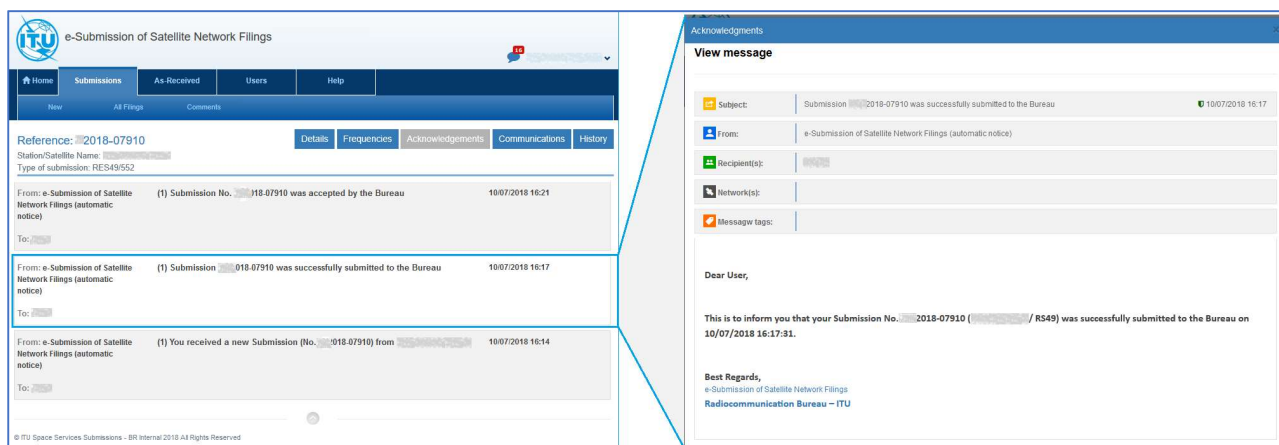 ITU
e-Submission of Satellite Network Filings
16
Home Submissions As-Received Users Help
New All Filings Comments
Reference: 2018-07910
Details Frequencies Acknowledgements Communications History
Station/Satellite Name:
Type of submission: RES49/552
From: e-Submission of Satellite
Network Filings (automatic
notice)
(1) Submission No. 018-07910 was accepted by the Bureau
10/07/2018 16:21
To:
From: e-Submission of Satellite
Network Filings (automatic
notice)
(1) Submission 018-07910 was successfully submitted to the Bureau
10/07/2018 16:17
To:
From: e-Submission of Satellite
Network Filings (automatic
notice)
(1) You received a new Submission (No. 018-07910) from
10/07/2018 16:14
To:
© ITU Space Services Submissions - BR Internal 2018 All Rights Reserved
Acknowledgments
View message
Subject: Submission 2018-07910 was successfully submitted to the Bureau 10/07/2018 16:17
From: e-Submission of Satellite Network Filings (automatic notice)
Recipient(s):
Network(s):
Messagw tags:
Dear User,
This is to inform you that your Submission No. 2018-07910 ( / RS49) was successfully submitted to the Bureau on
10/07/2018 16:17:31.
Best Regards,
e-Submission of Satellite Network Filings
Radiocommunication Bureau – ITU